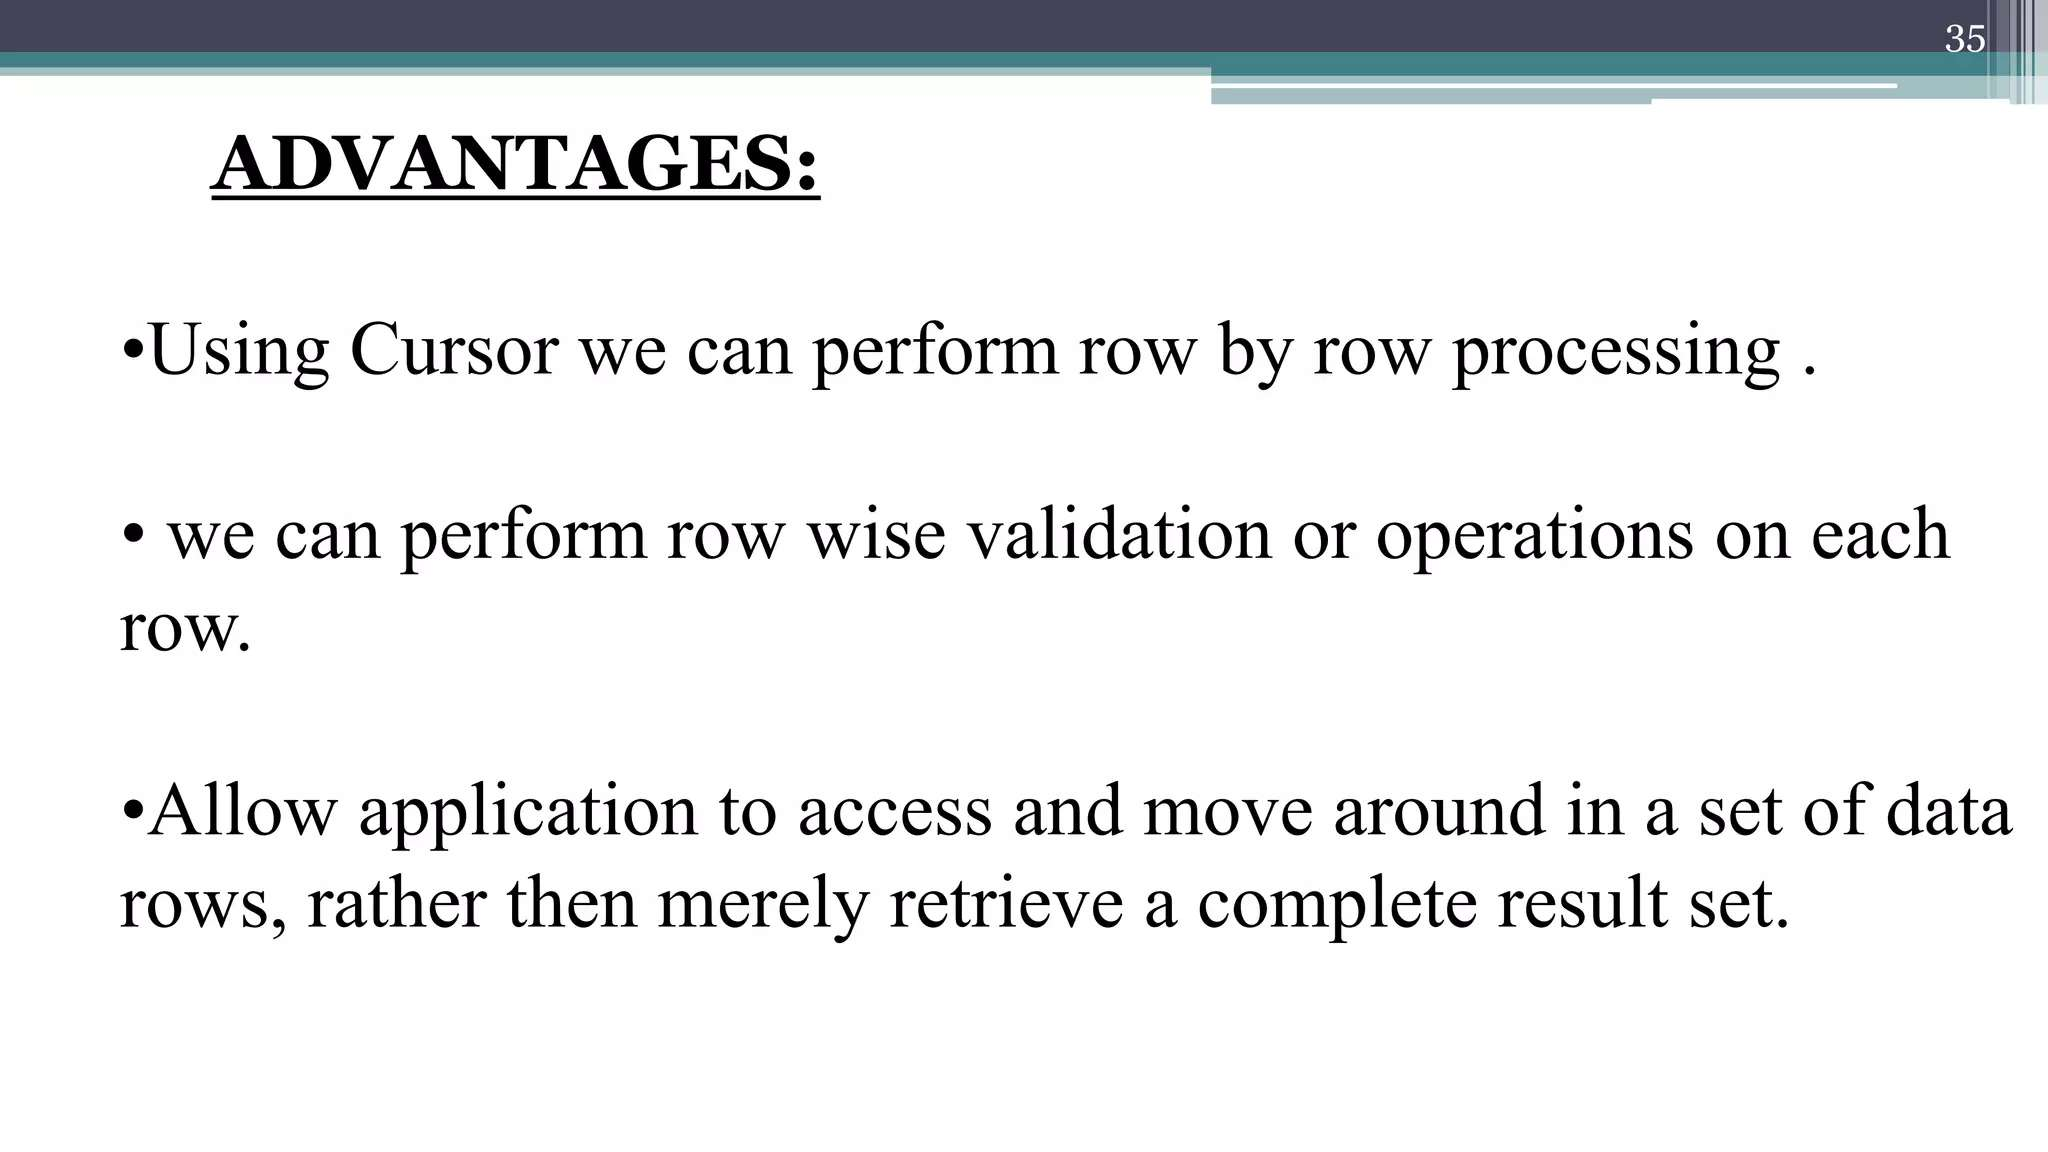 35
ADVANTAGES:
•Using Cursor we can perform row by row processing .
• we can perform row wise validation or operations on each
row.
•Allow application to access and move around in a set of data
rows, rather then merely retrieve a complete result set.